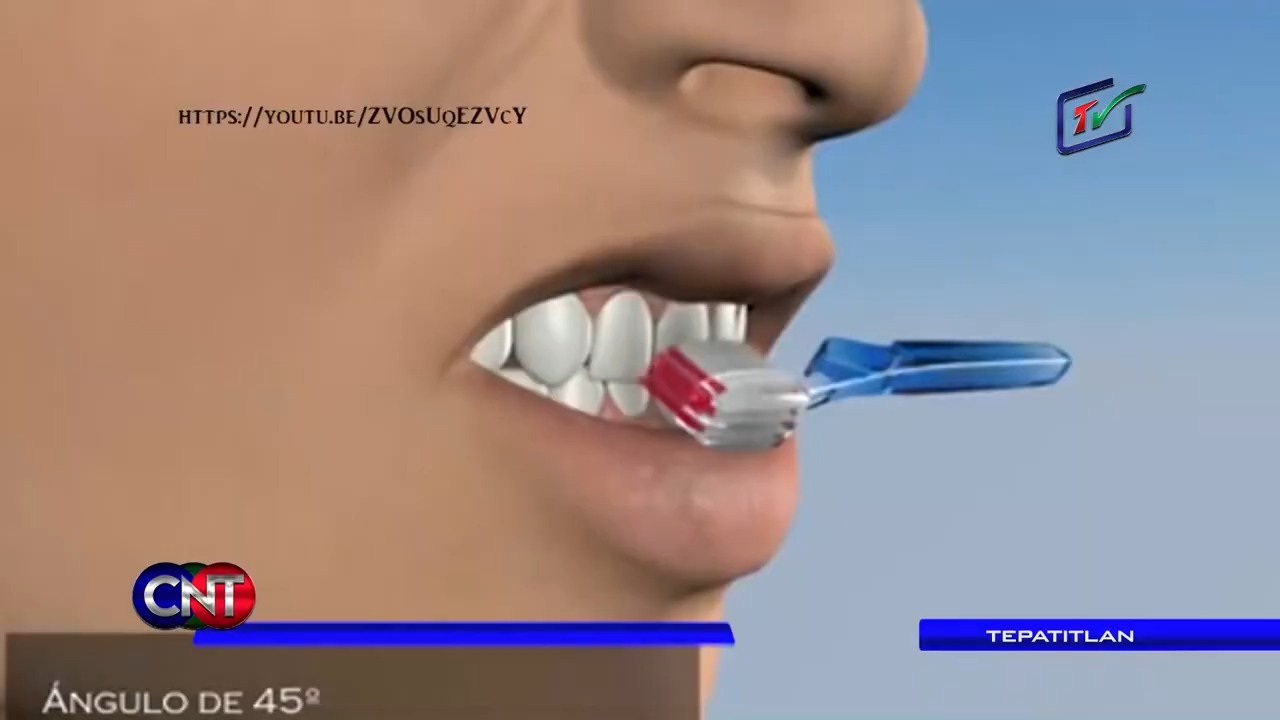 HTTPS://YOUTU.BE/ZVOSUQEZVCY
TV
CNT
TEPATITLAN
ÁNGULO DE 45º